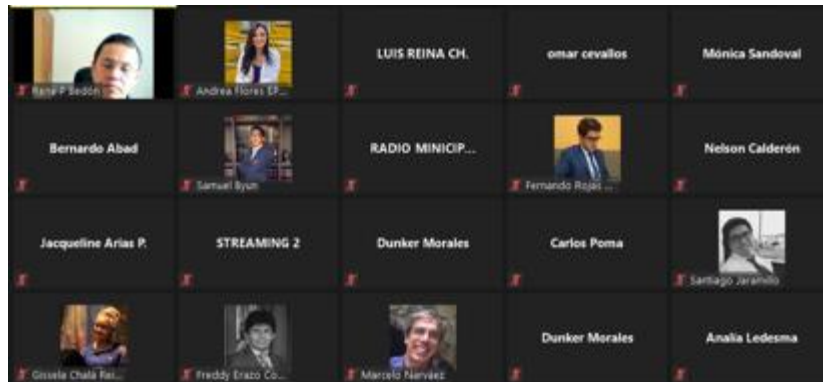 Rene P Bedón
Andrea Flores EP...
LUIS REINA CH.
omar cevallos
Mónica Sandoval
Bernardo Abad
Samuel Byun
RADIO MINICIP...
Fernando Rojas ...
Nelson Calderón
Jacqueline Arias P.
STREAMING 2
Dunker Morales
Carlos Poma
Santiago Jaramillo
Gissela Chalá Rei...
Freddy Erazo Co...
Marcelo Narváez
Dunker Morales
Analía Ledesma